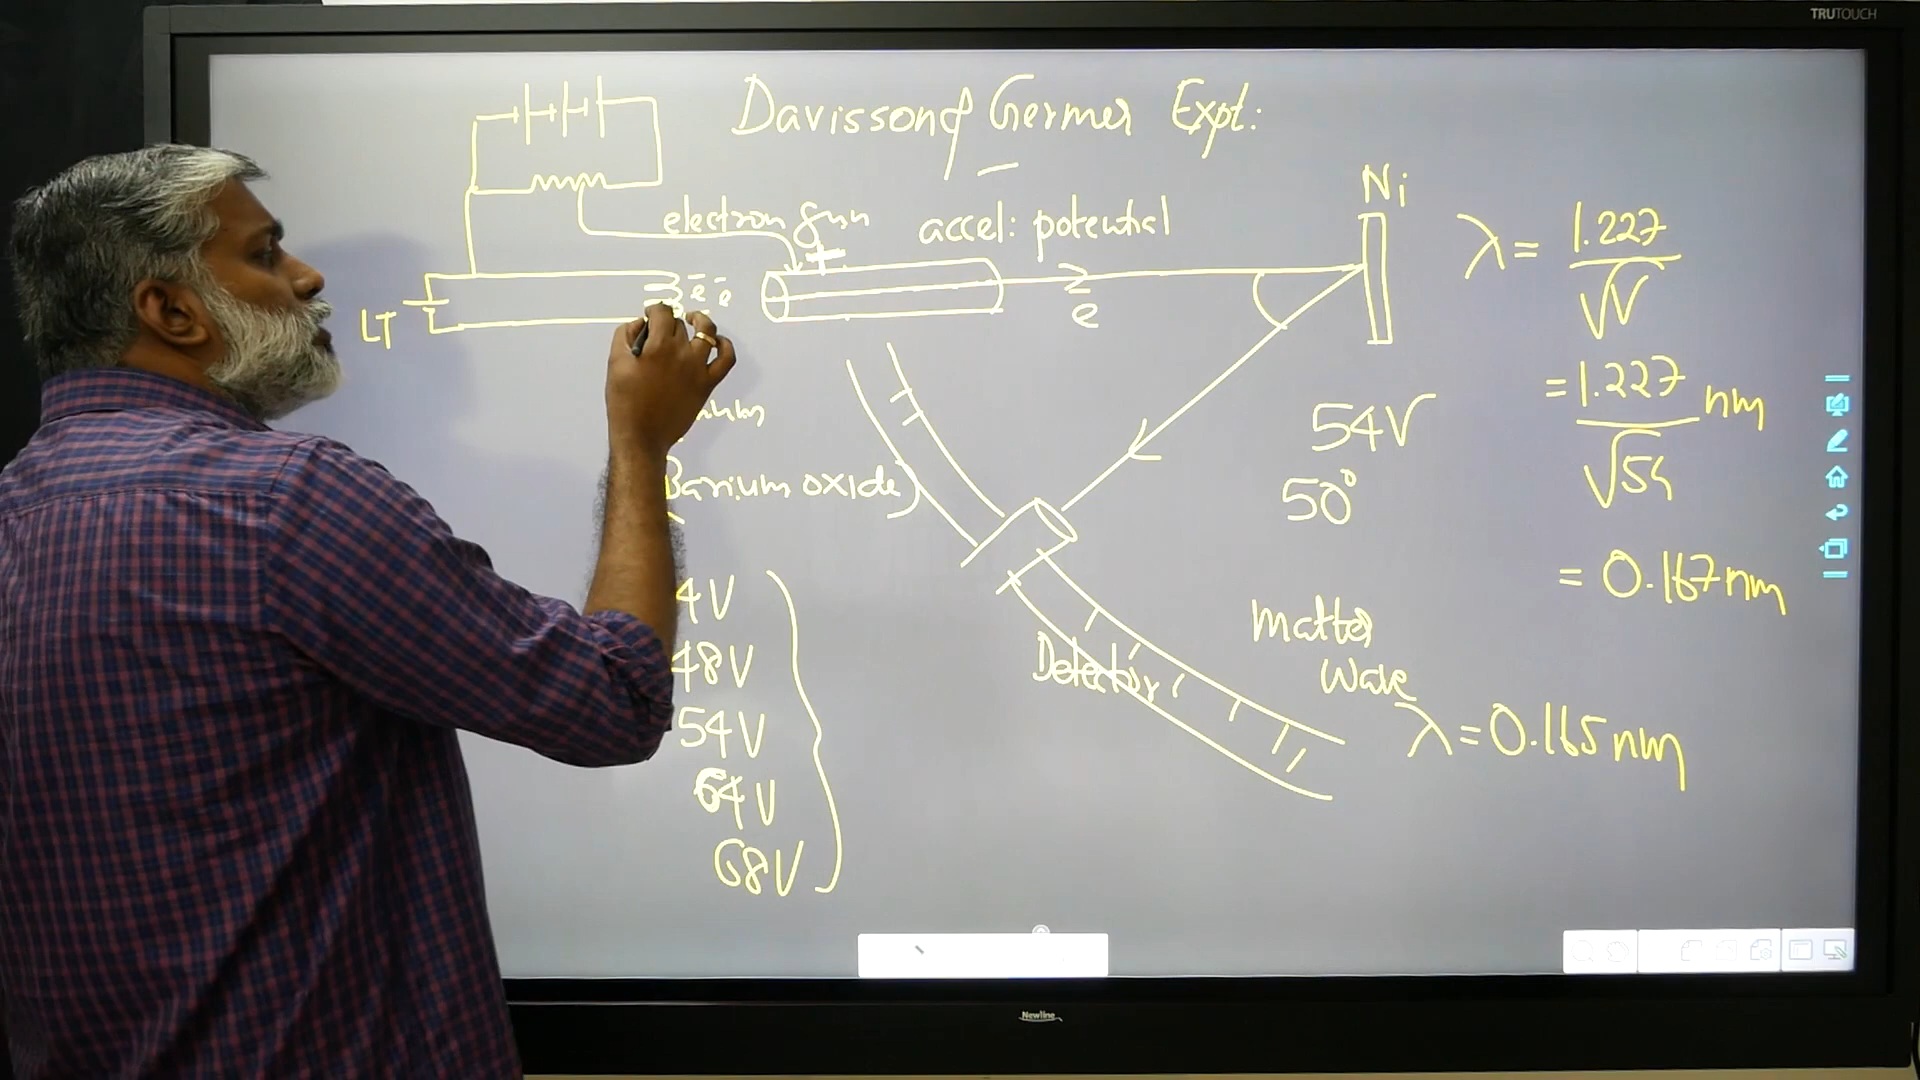 TRUTOUCH
Davisson & Germer Expt:
Ni
electron gun
accel: potential
+
e e
LT
e
λ = 1.227
√V
= 1.227 nm
√54
= 0.167 nm
54V
50°
(Barium oxide)
Matter
Wave
λ = 0.165 nm
Detector
4V
48V
54V
64V
68V
Newline